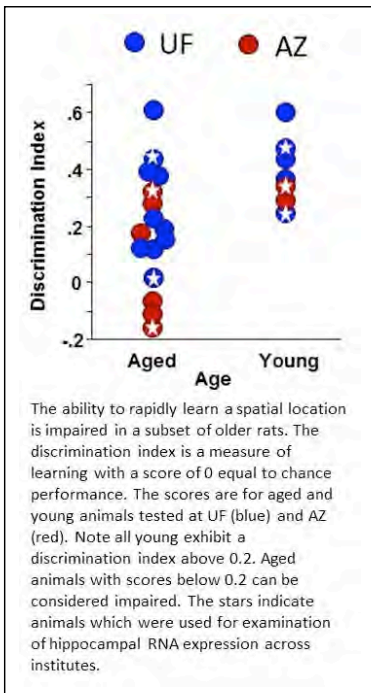 UF AZ
.6
.4
.2
0
-.2
Discrimination Index
Aged Young
Age
The ability to rapidly learn a spatial location
is impaired in a subset of older rats. The
discrimination index is a measure of
learning with a score of 0 equal to chance
performance. The scores are for aged and
young animals tested at UF (blue) and AZ
(red). Note all young exhibit a
discrimination index above 0.2. Aged
animals with scores below 0.2 can be
considered impaired. The stars indicate
animals which were used for examination
of hippocampal RNA expression across
institutes.